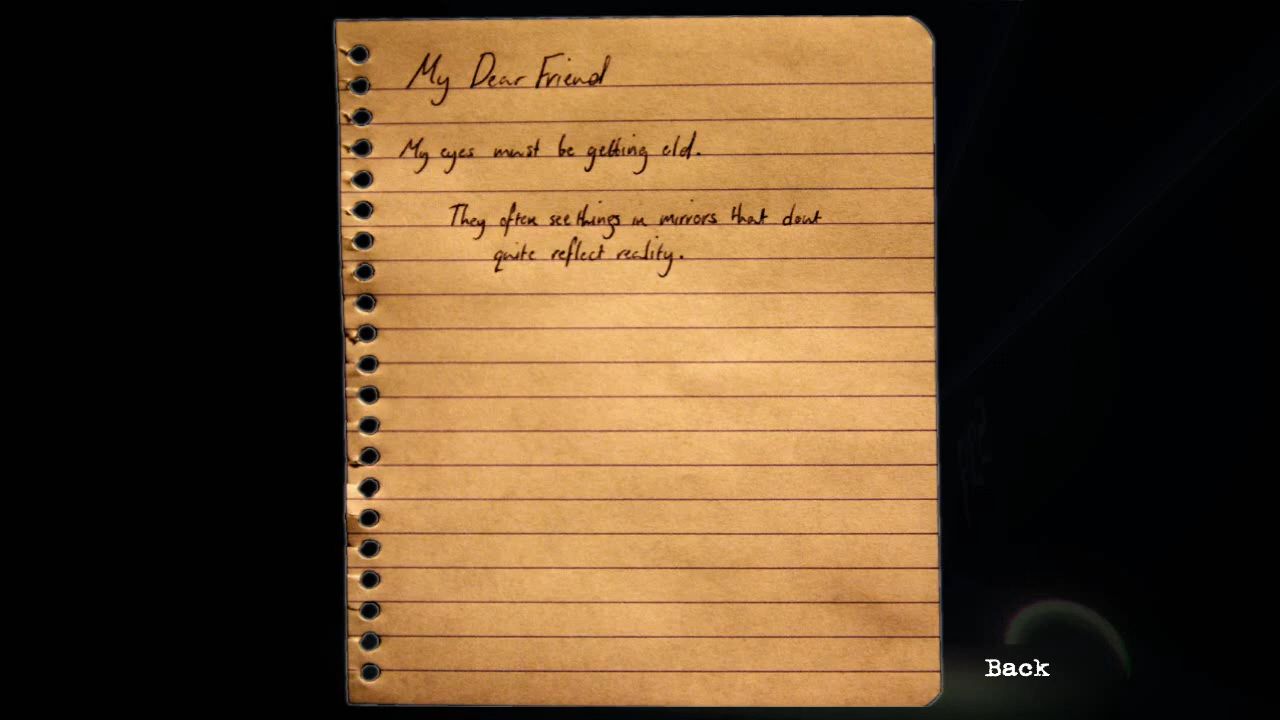 My Dear Friend
My eyes must be getting old.
They often see things in mirrors that dont
quite reflect reality.
Back